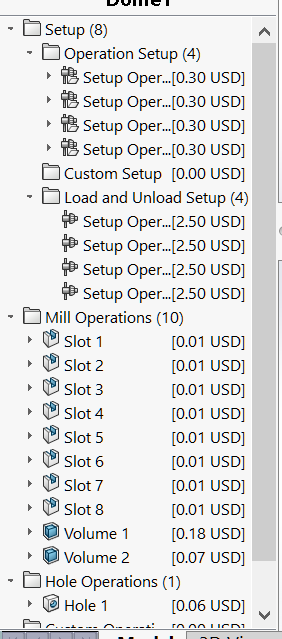 Dome1
Setup (8)
Operation Setup (4)
Setup Oper...[0.30 USD]
Setup Oper...[0.30 USD]
Setup Oper...[0.30 USD]
Setup Oper...[0.30 USD]
Custom Setup [0.00 USD]
Load and Unload Setup (4)
Setup Oper...[2.50 USD]
Setup Oper...[2.50 USD]
Setup Oper...[2.50 USD]
Setup Oper...[2.50 USD]
Mill Operations (10)
Slot 1 [0.01 USD]
Slot 2 [0.01 USD]
Slot 3 [0.01 USD]
Slot 4 [0.01 USD]
Slot 5 [0.01 USD]
Slot 6 [0.01 USD]
Slot 7 [0.01 USD]
Slot 8 [0.01 USD]
Volume 1 [0.18 USD]
Volume 2 [0.07 USD]
Hole Operations (1)
Hole 1 [0.06 USD]
Custom Operati... [0.00 USD]